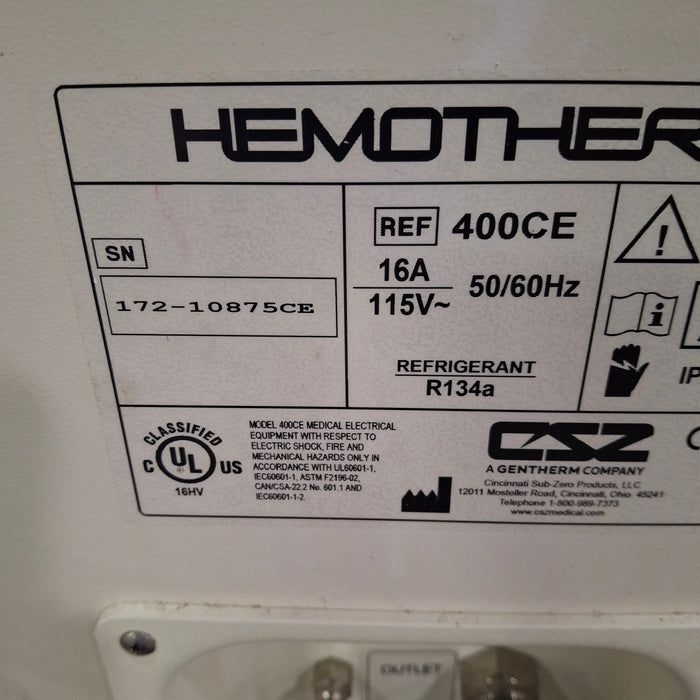 HEMOTHER
SN
172-10875CE
REF 400CE
16A
115V~
50/60Hz
REFRIGERANT
R134a
IP
CLASSIFIED
C UL US
16HV
MODEL 400CE MEDICAL ELECTRICAL
EQUIPMENT WITH RESPECT TO
ELECTRIC SHOCK, FIRE AND
MECHANICAL HAZARDS ONLY IN
ACCORDANCE WITH UL60601-1,
IEC60601-1, ASTM F2196-02,
CAN/CSA-22.2 No. 601.1 AND
IEC60601-1-2.
CSZ
A GENTHERM COMPANY
Cincinnati Sub-Zero Products, LLC
12011 Mosteller Road, Cincinnati, Ohio 45241
Telephone 1-800-989-7373
www.cszmedical.com
OUTLET